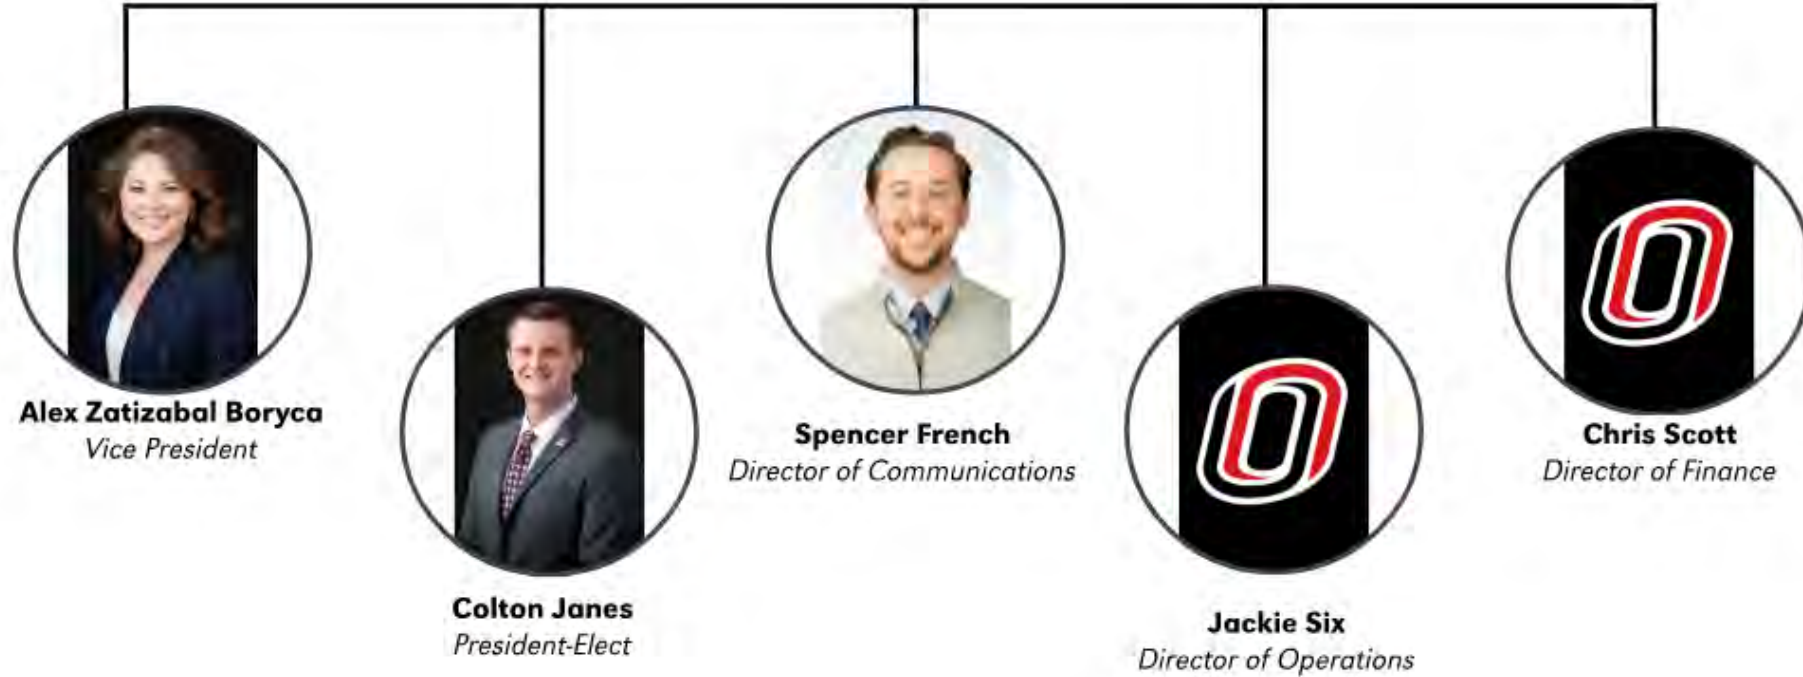 Alex Zatizabal Boryca
Vice President
Colton Janes
President-Elect
Spencer French
Director of Communications
Jackie Six
Director of Operations
Chris Scott
Director of Finance